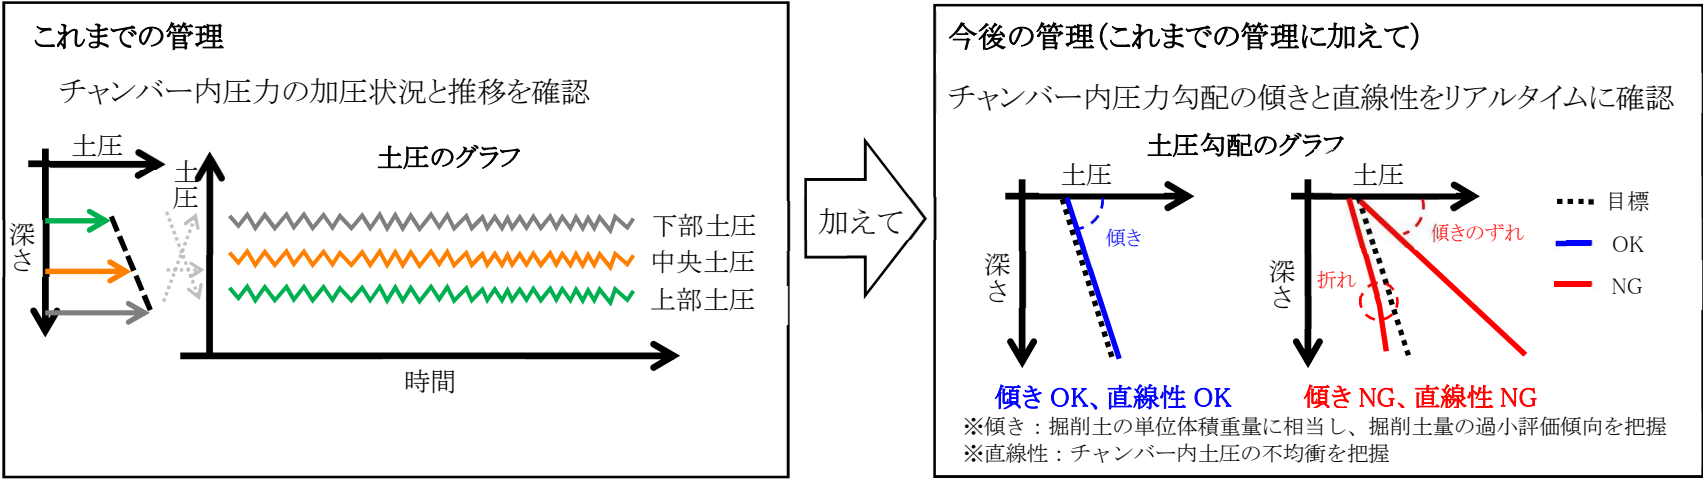 これまでの管理
チャンバー内圧力の加圧状況と推移を確認
土圧
深さ
土圧
土圧のグラフ
下部土圧
中央土圧
上部土圧
時間
加えて
今後の管理(これまでの管理に加えて)
チャンバー内圧力勾配の傾きと直線性をリアルタイムに確認
土圧勾配のグラフ
土圧
深さ
傾き
傾き OK、直線性 OK
土圧
深さ
傾きのずれ
折れ
傾き NG、直線性 NG
目標
OK
NG
※傾き：掘削土の単位体積重量に相当し、掘削土量の過小評価傾向を把握
※直線性：チャンバー内土圧の不均衡を把握